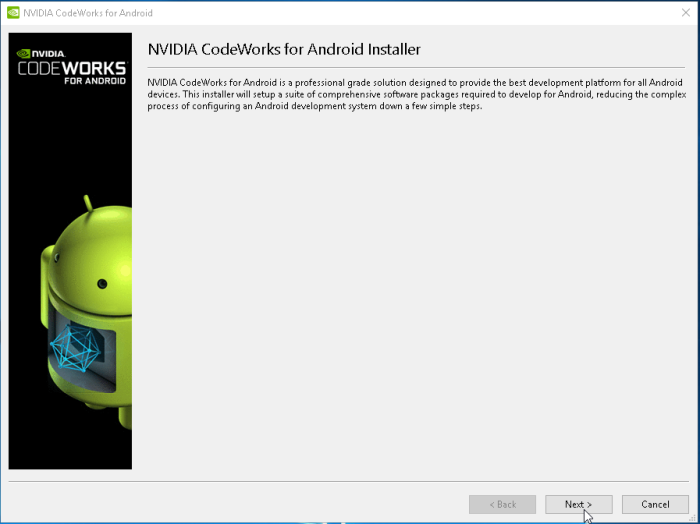 NVIDIA CodeWorks for Android
NVIDIA.
CODEWORKS
FOR ANDROID
NVIDIA CodeWorks for Android Installer
NVIDIA CodeWorks for Android is a professional grade solution designed to provide the best development platform for all Android
devices. This installer will setup a suite of comprehensive software packages required to develop for Android, reducing the complex
process of configuring an Android development system down a few simple steps.
< Back
Next >
Cancel